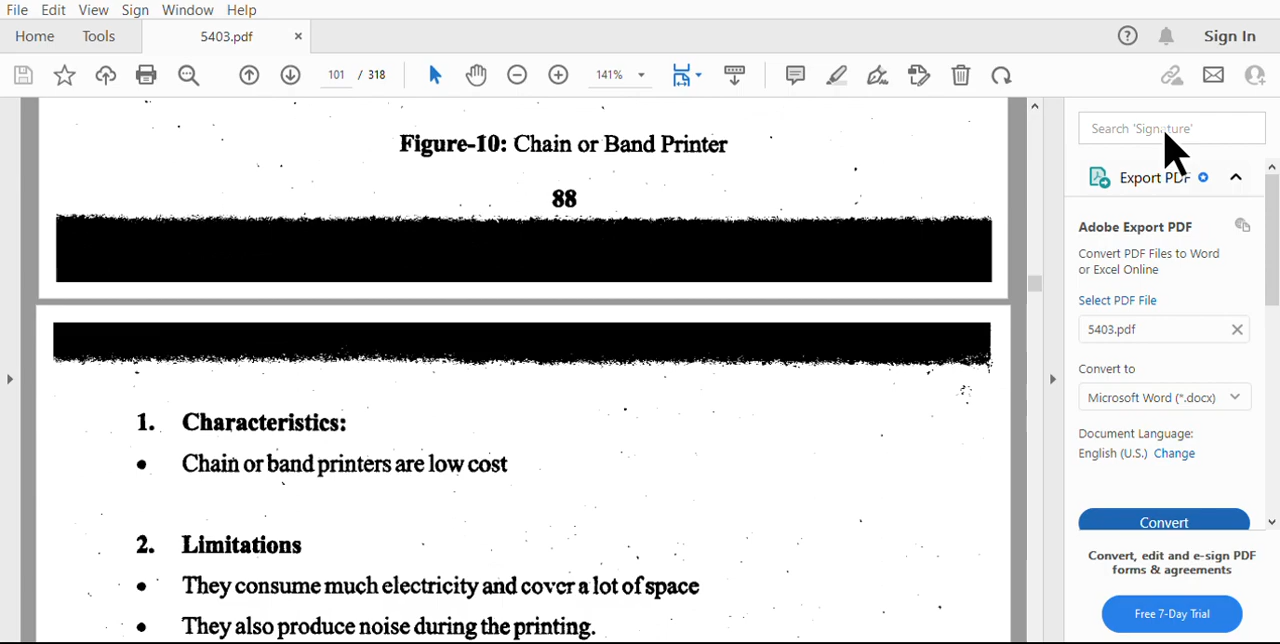 File Edit View Sign Window Help
Home Tools 5403.pdf × Sign In
101 / 318 141%
Figure-10: Chain or Band Printer
88
1. Characteristics:
• Chain or band printers are low cost
2. Limitations
• They consume much electricity and cover a lot of space
• They also produce noise during the printing.
Search 'Signature'
Export PDF
Adobe Export PDF
Convert PDF Files to Word
or Excel Online
Select PDF File
5403.pdf
Convert to
Microsoft Word (*.docx)
Document Language:
English (U.S.) Change
Convert
Convert, edit and e-sign PDF
forms & agreements
Free 7-Day Trial